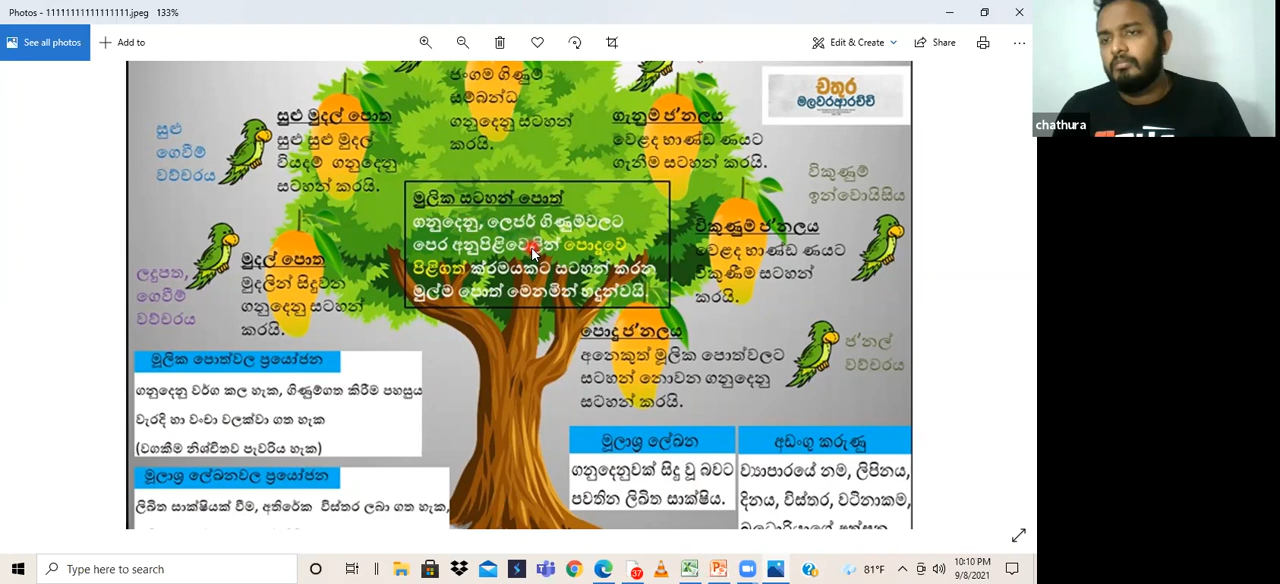 Photos - 11111111111111111.jpeg 133%
See all photos
Add to
Edit & Create
Share
ජංගම ගිණුම්
සම්බන්ධ
ගනුදෙනු සටහන්
කරයි.
චතුර
මලවරආරච්චි
chathura
සුළු
ගෙවීම්
වව්චරය
සුළු මුදල් පොත
සුළු සුළු මුදල්
වියදම් ගනුදෙනු
සටහන් කරයි.
ගැනුම් ජ'නලය
වෙළද භාණ්ඩ ණයට
ගැනීම සටහන් කරයි.
විකුණුම්
ඉන්වොයිසිය
මූලික සටහන් පොත්
ගනුදෙනු, ලෙජර් ගිණුම්වලට
පෙර අනුපිළිවෙලින් පොදුවේ
පිළිගත් ක්රමයකට සටහන් කරන
මුල්ම පොත් මෙනමින් හදුන්වයි.
විකුණුම් ජ'නලය
වෙළද භාණ්ඩ ණයට
විකුණීම සටහන්
කරයි.
ලදුපත,
ගෙවීම්
වව්චරය
මුදල් පොත
මුදලින් සිදුවන
ගනුදෙනු සටහන්
කරයි.
පොදු ජ'නලය
අනෙකුත් මූලික පොත්වලට
සටහන් නොවන ගනුදෙනු
සටහන් කරයි.
ජ'නල්
වව්චරය
මූලික පොත්වල ප්‍රයෝජන
ගනුදෙනු වර්ග කල හැක, ගිණුම්ගත කිරීම පහසුය
වැරදි හා වංචා වලක්වා ගත හැක
(වගකීම නිශ්චිතව පැවරිය හැක)
මූලාශ්‍ර ලේඛනවල ප්‍රයෝජන
ලිඛිත සාක්ෂියක් වීම, අතිරේක විස්තර ලබා ගත හැක,
මූලාශ්‍ර ලේඛන
ගනුදෙනුවක් සිදු වූ බවට
පවතින ලිඛිත සාක්ෂිය.
අඩංගු කරුණු
ව්‍යාපාරයේ නම, ලිපිනය,
දිනය, විස්තර, වටිනාකම,
Type here to search
37
81°F
10:10 PM
9/8/2021